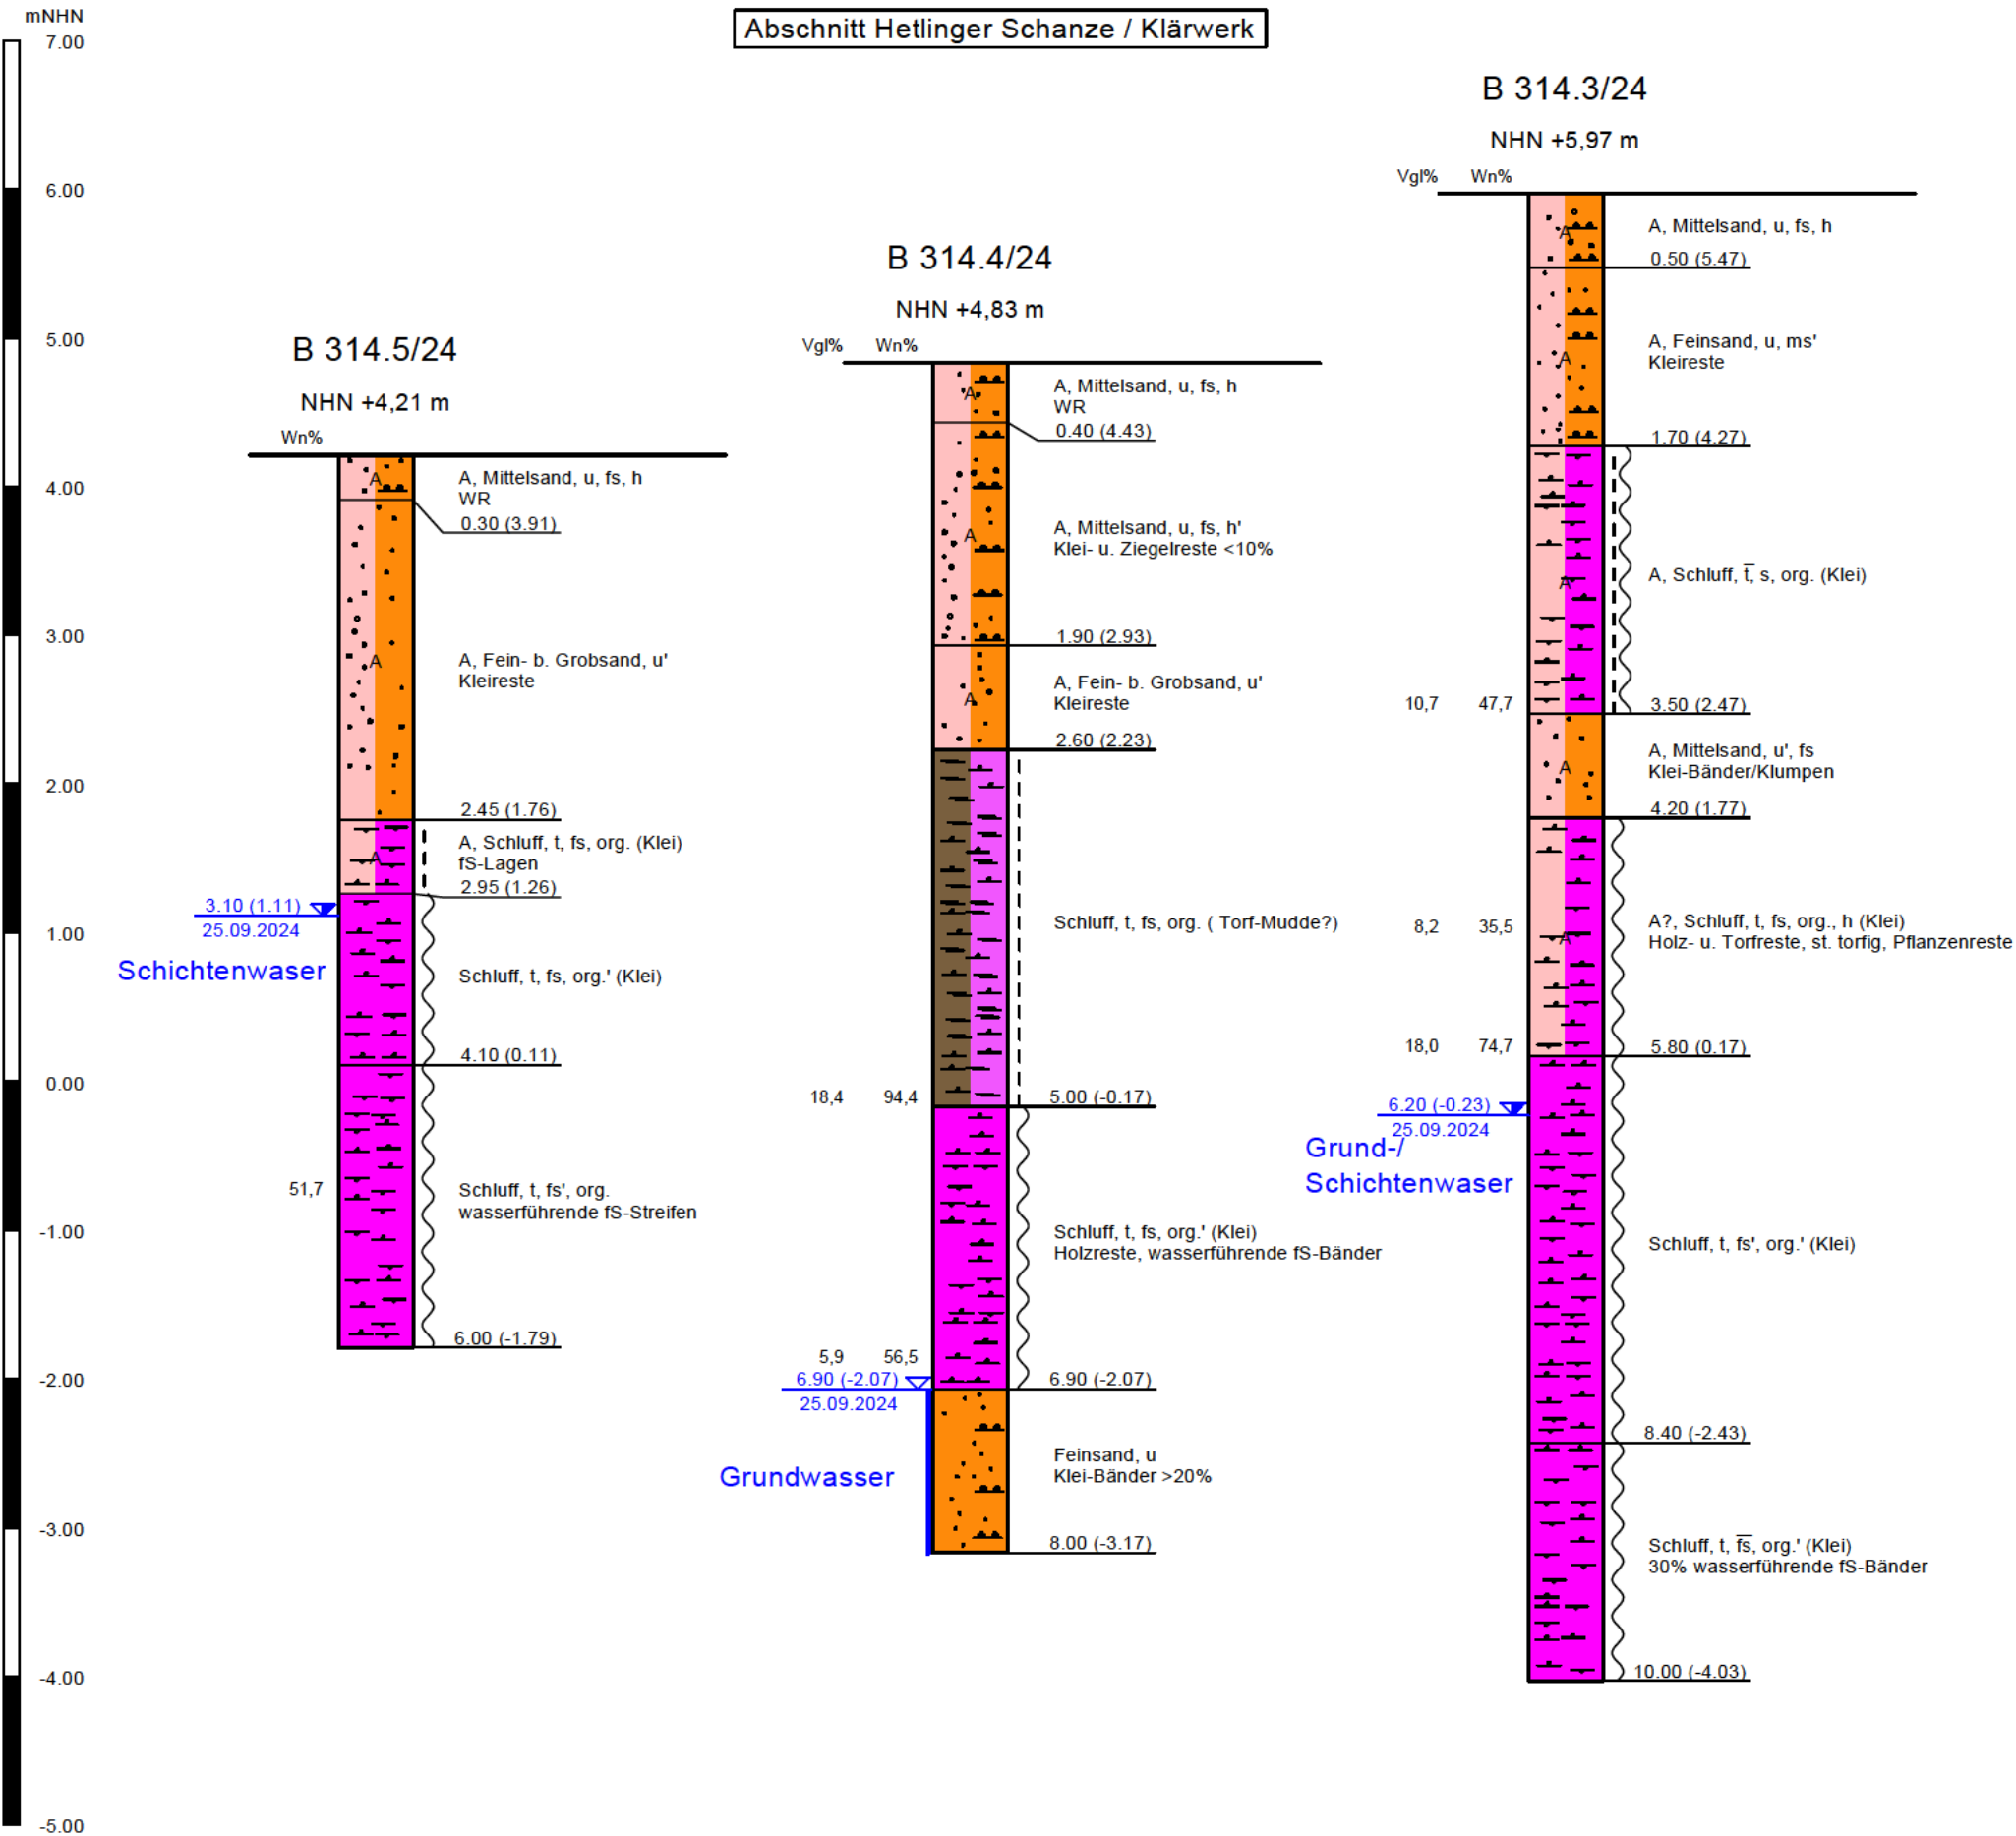 mNHN
7.00
6.00
5.00
4.00
3.00
2.00
1.00
0.00
-1.00
-2.00
-3.00
-4.00
-5.00
Abschnitt Hetlinger Schanze / Klärwerk
B 314.5/24
NHN +4,21 m
Wn%
A
A, Mittelsand, u, fs, h
WR
0.30 (3.91)
A
A, Fein- b. Grobsand, u'
Kleireste
2.45 (1.76)
A
A, Schluff, t, fs, org. (Klei)
fS-Lagen
2.95 (1.26)
3.10 (1.11)
25.09.2024
Schichtenwaser
Schluff, t, fs, org.' (Klei)
4.10 (0.11)
51,7
Schluff, t, fs', org.
wasserführende fS-Streifen
6.00 (-1.79)
B 314.4/24
NHN +4,83 m
Vgl% Wn%
A
A, Mittelsand, u, fs, h
WR
0.40 (4.43)
A
A, Mittelsand, u, fs, h'
Klei- u. Ziegelreste <10%
1.90 (2.93)
A
A, Fein- b. Grobsand, u'
Kleireste
2.60 (2.23)
Schluff, t, fs, org. ( Torf-Mudde?)
18,4 94,4
5.00 (-0.17)
Schluff, t, fs, org.' (Klei)
Holzreste, wasserführende fS-Bänder
5,9 56,5
6.90 (-2.07)
25.09.2024
6.90 (-2.07)
Grundwasser
Feinsand, u
Klei-Bänder >20%
8.00 (-3.17)
B 314.3/24
NHN +5,97 m
Vgl% Wn%
A
A, Mittelsand, u, fs, h
0.50 (5.47)
A
A, Feinsand, u, ms'
Kleireste
1.70 (4.27)
A
A, Schluff, t̅, s, org. (Klei)
10,7 47,7
3.50 (2.47)
A
A, Mittelsand, u', fs
Klei-Bänder/Klumpen
4.20 (1.77)
8,2 35,5
A
A?, Schluff, t, fs, org., h (Klei)
Holz- u. Torfreste, st. torfig, Pflanzenreste
18,0 74,7
5.80 (0.17)
6.20 (-0.23)
25.09.2024
Grund-/
Schichtenwaser
Schluff, t, fs', org.' (Klei)
8.40 (-2.43)
Schluff, t, f̅s̅, org.' (Klei)
30% wasserführende fS-Bänder
10.00 (-4.03)